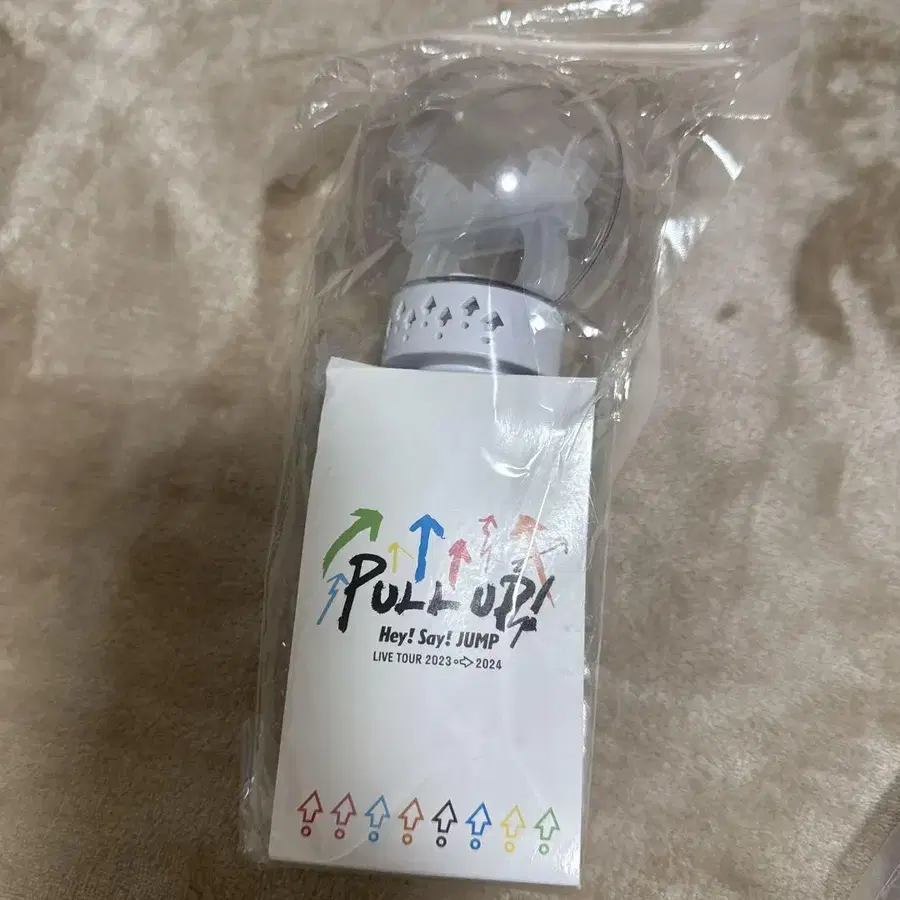 PULL UP!
Hey! Say! JUMP
LIVE TOUR 2023⇨2024